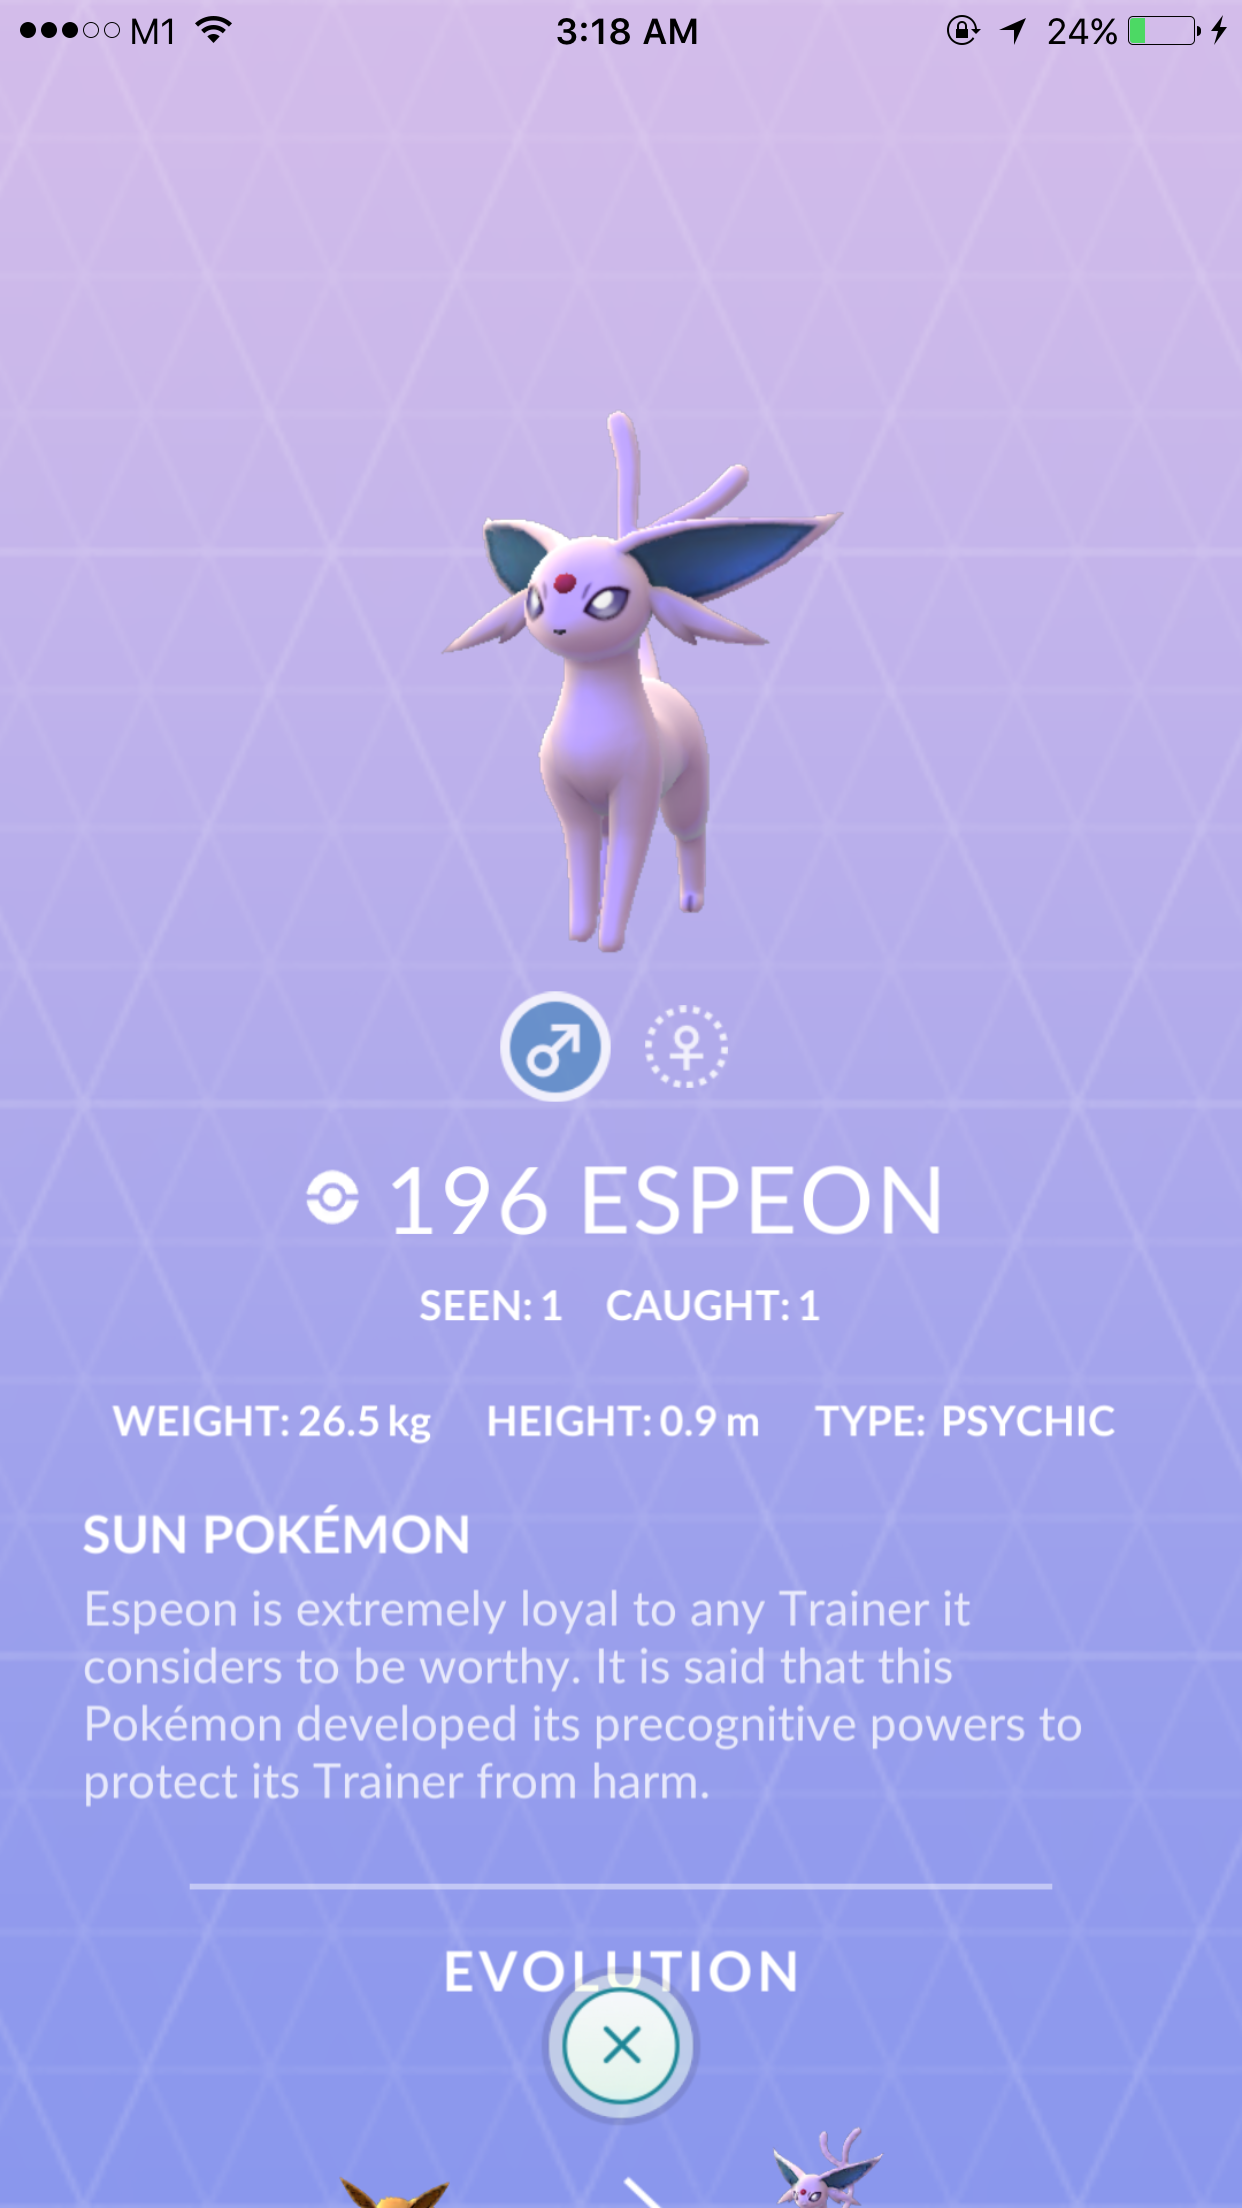 M1 3:18 AM 24%
♂ ♀
196 ESPEON
SEEN: 1 CAUGHT: 1
WEIGHT: 26.5 kg HEIGHT: 0.9 m TYPE: PSYCHIC
SUN POKÉMON
Espeon is extremely loyal to any Trainer it
considers to be worthy. It is said that this
Pokémon developed its precognitive powers to
protect its Trainer from harm.
EVOLUTION